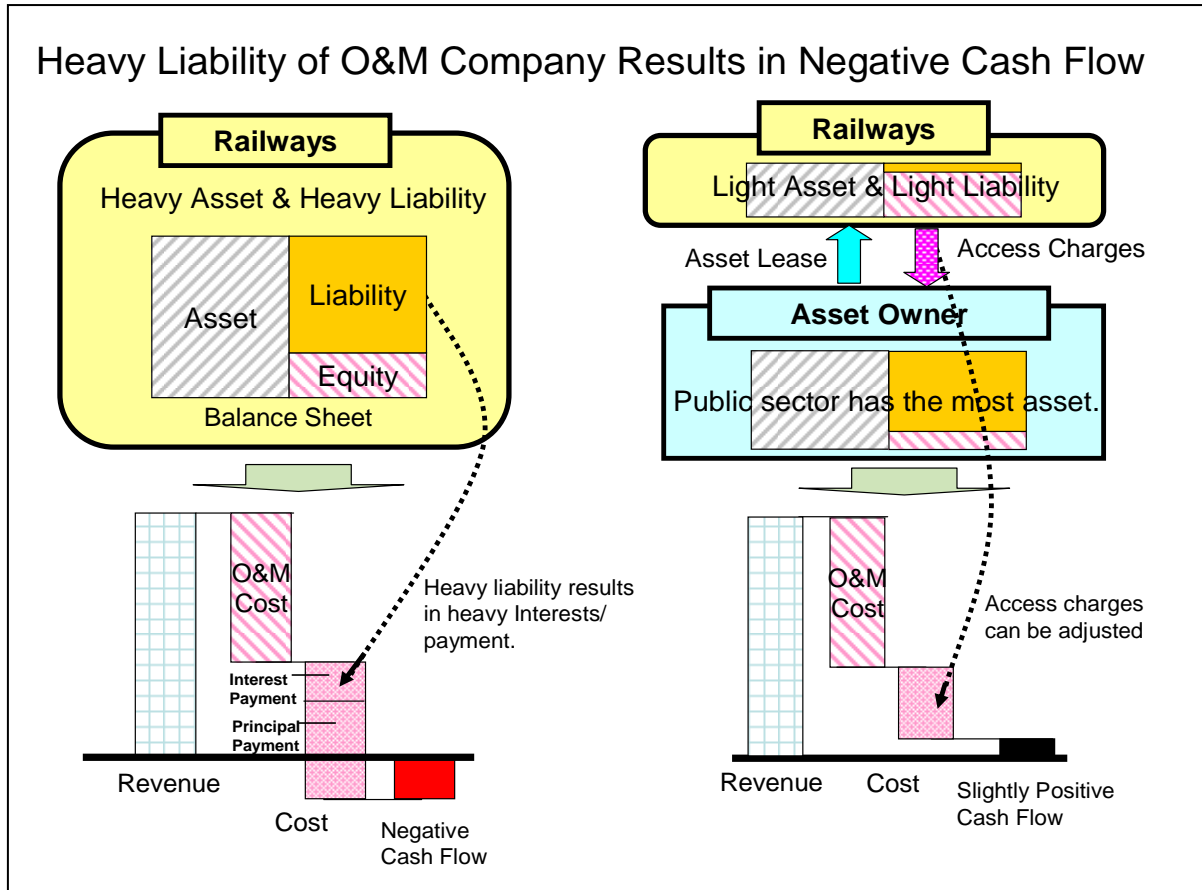 Heavy Liability of O&M Company Results in Negative Cash Flow
Railways
Heavy Asset & Heavy Liability
Asset
Liability
Equity
Balance Sheet
O&M
Cost
Heavy liability results
in heavy Interests/
payment.
Interest
Payment
Principal
Payment
Revenue
Cost
Negative
Cash Flow
Railways
Light Asset & Light Liability
Asset Lease
Access Charges
Asset Owner
Public sector has the most asset.
O&M
Cost
Access charges
can be adjusted
Revenue
Cost
Slightly Positive
Cash Flow